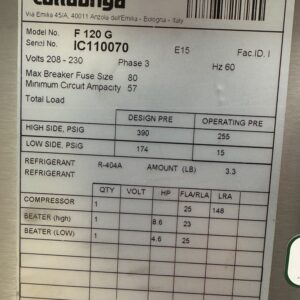 Via Emilia 45/A, 40011 Anzola dell'Emilia - Bologna - Italy
Model No. F 120 G
Serial No. IC110070 E15 Fac.ID. I
Volts 208 - 230 Phase 3 Hz 60
Max Breaker Fuse Size 80
Minimum Circuit Ampacity 57
Total Load
DESIGN PRE OPERATING PRE
HIGH SIDE, PSIG 390 255
LOW SIDE, PSIG 174 15
REFRIGERANT R-404A AMOUNT (LB) 3.3
REFRIGERANT
QTY VOLT HP FLA/RLA LRA
COMPRESSOR 1 25 148
BEATER (high) 1 8.6 23
BEATER (LOW) 1 4.6 25